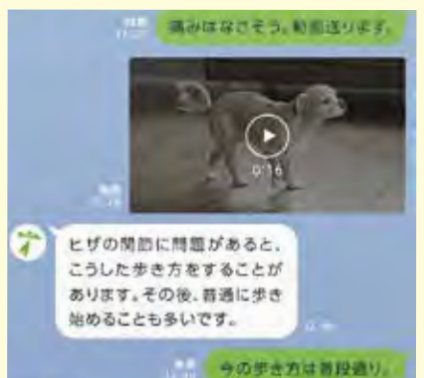 痛みはなさそう。動画送ります。
0:16
ヒザの関節に問題があると、
こうした歩き方をすることが
あります。その後、普通に歩き
始めることも多いです。
今の歩き方は普段通り。